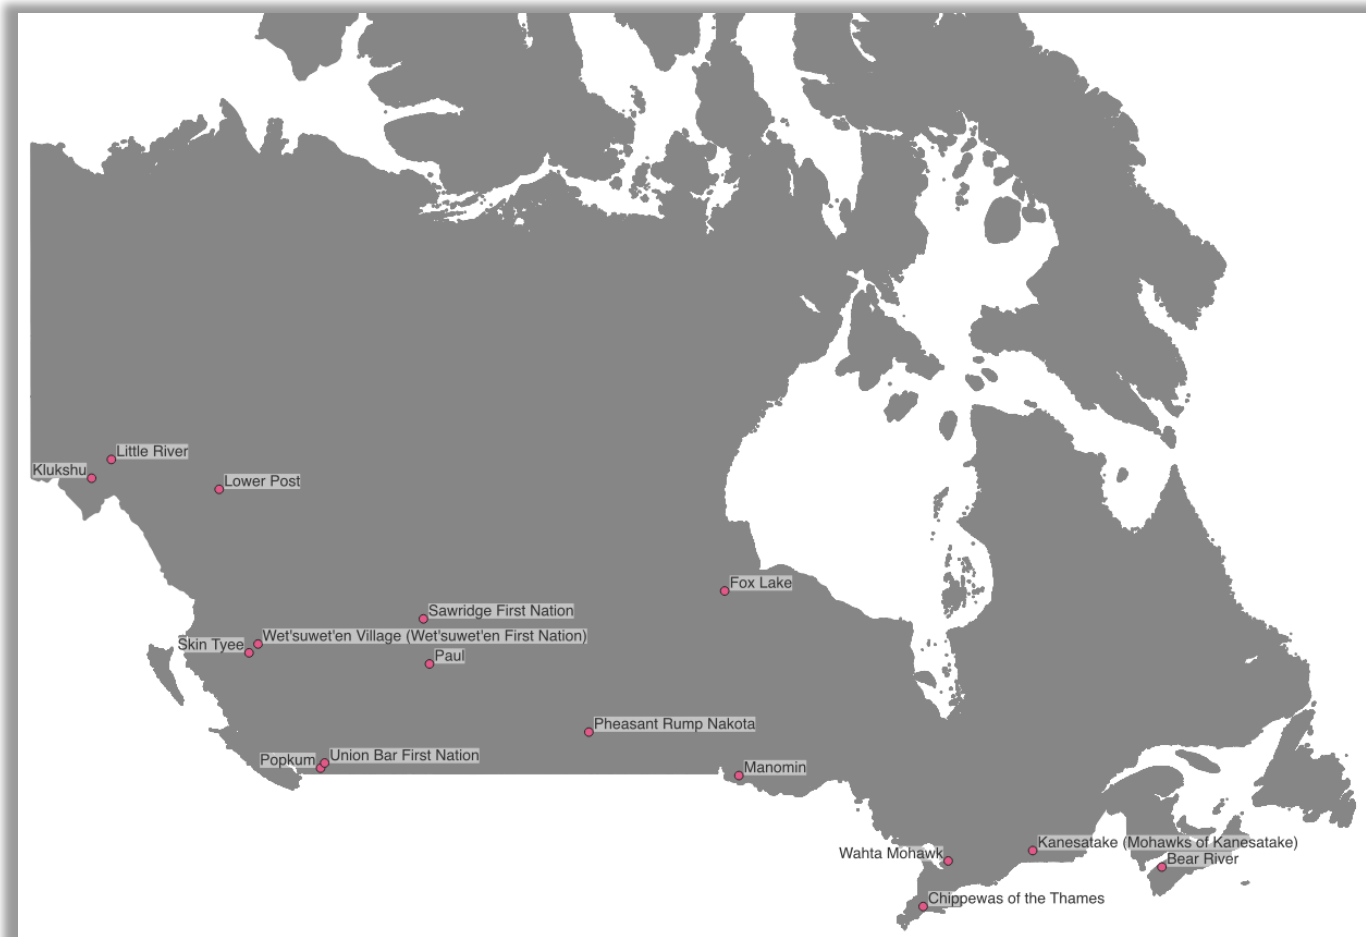 Little River
Klukshu
Lower Post
Fox Lake
Sawridge First Nation
Wet'suwet'en Village (Wet'suwet'en First Nation)
Skin Tyee
Paul
Pheasant Rump Nakota
Union Bar First Nation
Popkum
Manomin
Kanesatake (Mohawks of Kanesatake)
Wahta Mohawk
Bear River
Chippewas of the Thames